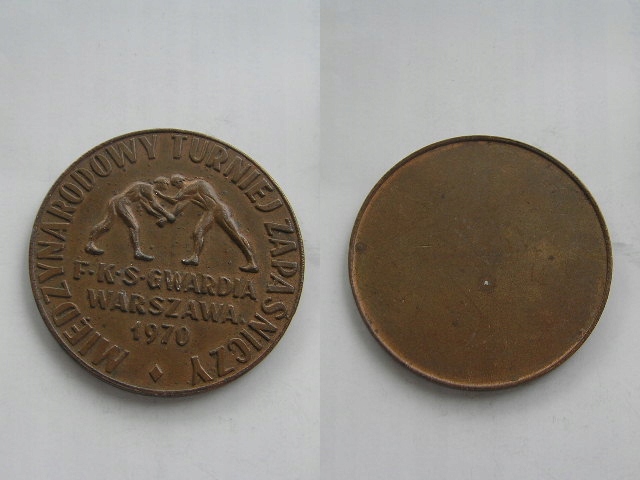 MIĘDZYNARODOWY TURNIEJ ZAPAŚNICZY
F·K·S·GWARDIA
WARSZAWA
1970